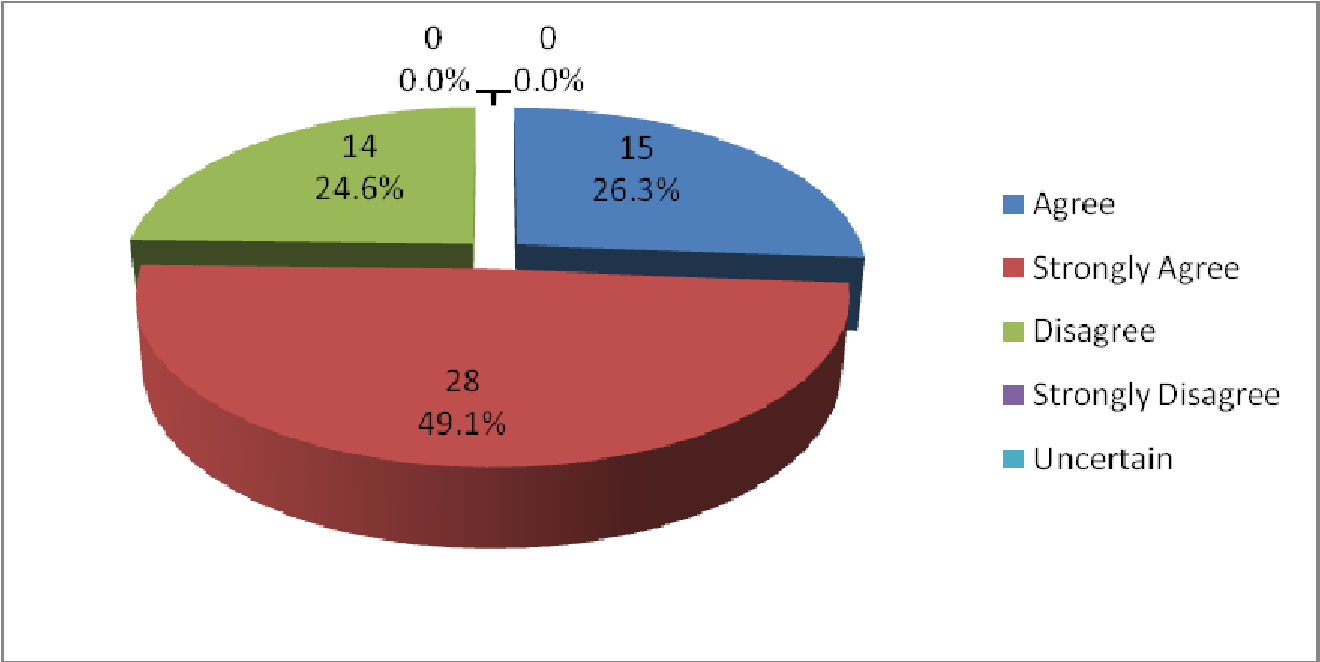 0
0.0%
0
0.0%
14
24.6%
15
26.3%
28
49.1%
Agree
Strongly Agree
Disagree
Strongly Disagree
Uncertain